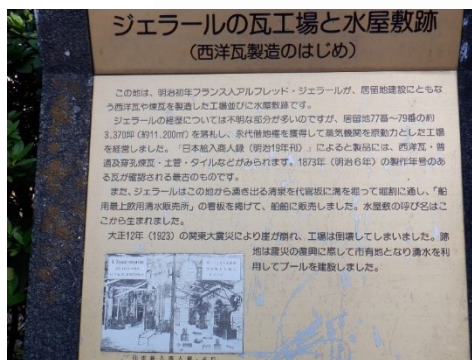 ジェラールの瓦工場と水屋敷跡
(西洋瓦製造のはじめ)
この地は、明治初年フランス人アルフレッド・ジェラールが、居留地建設にともな
う西洋瓦や煉瓦を製造した工場並びに水屋敷跡です。
ジェラールの経歴については不明な部分が多いのですが、居留地77番～79番の約
3,370坪(約11,200㎡)を落札し、永代借地権を獲得して蒸気機関を原動力とした工場
を経営しました。「日本絵入商人録(明治19年刊)」によると製品には、西洋瓦・普
通及穿孔煉瓦・土管・タイルなどがみられます。1873年(明治6年)の製作年号のあ
る瓦が確認される最古のものです。
また、ジェラールはこの地から湧き出る清泉を代官坂に溝を掘って堀割に通し、「船
用最上飲用清水販売所」の看板を掲げて、船舶に販売しました。水屋敷の呼び名はこ
こから生まれました。
大正12年(1923)の関東大震災により崖が崩れ、工場は倒壊してしまいました。跡
地は震災の復興に際して市有地となり湧水を利
用してプールを建設しました。